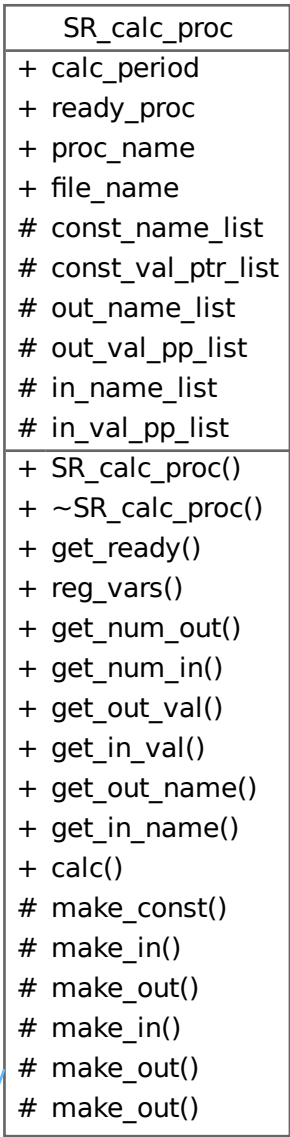 SR_calc_proc
+ calc_period
+ ready_proc
+ proc_name
+ file_name
# const_name_list
# const_val_ptr_list
# out_name_list
# out_val_pp_list
# in_name_list
# in_val_pp_list
+ SR_calc_proc()
+ ~SR_calc_proc()
+ get_ready()
+ reg_vars()
+ get_num_out()
+ get_num_in()
+ get_out_val()
+ get_in_val()
+ get_out_name()
+ get_in_name()
+ calc()
# make_const()
# make_in()
# make_out()
# make_in()
# make_out()
# make_out()